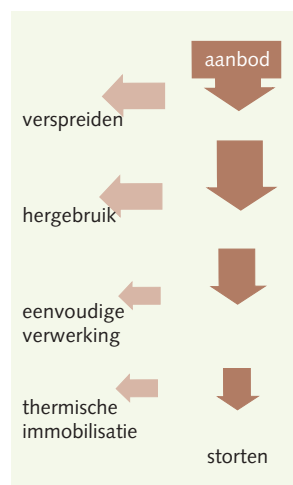 aanbod
verspreiden
hergebruik
eenvoudige
verwerking
thermische
immobilisatie
storten